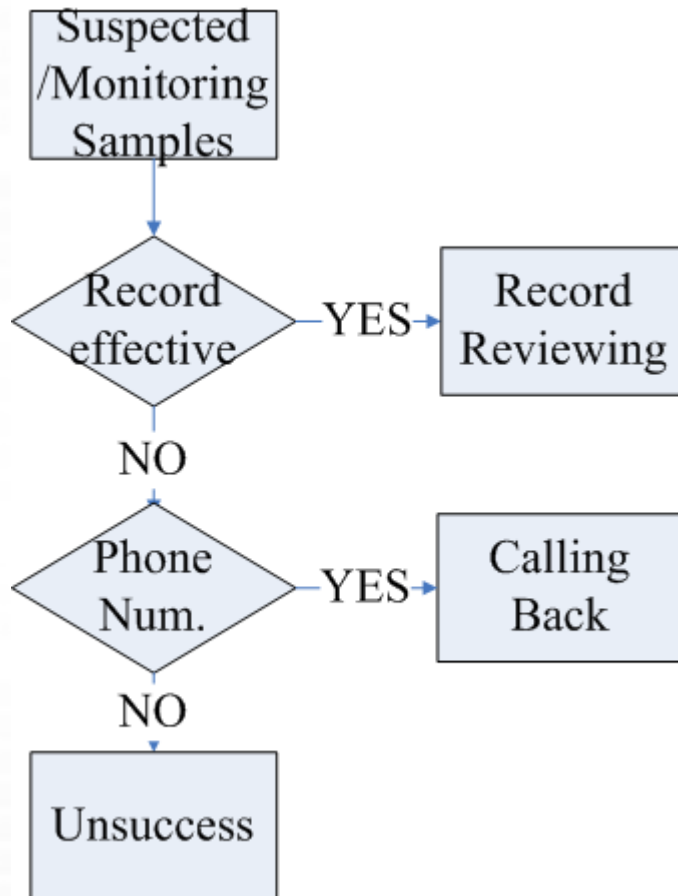 Suspected
/Monitoring
Samples
Record
effective
YES
Record
Reviewing
NO
Phone
Num.
YES
Calling
Back
NO
Unsuccess